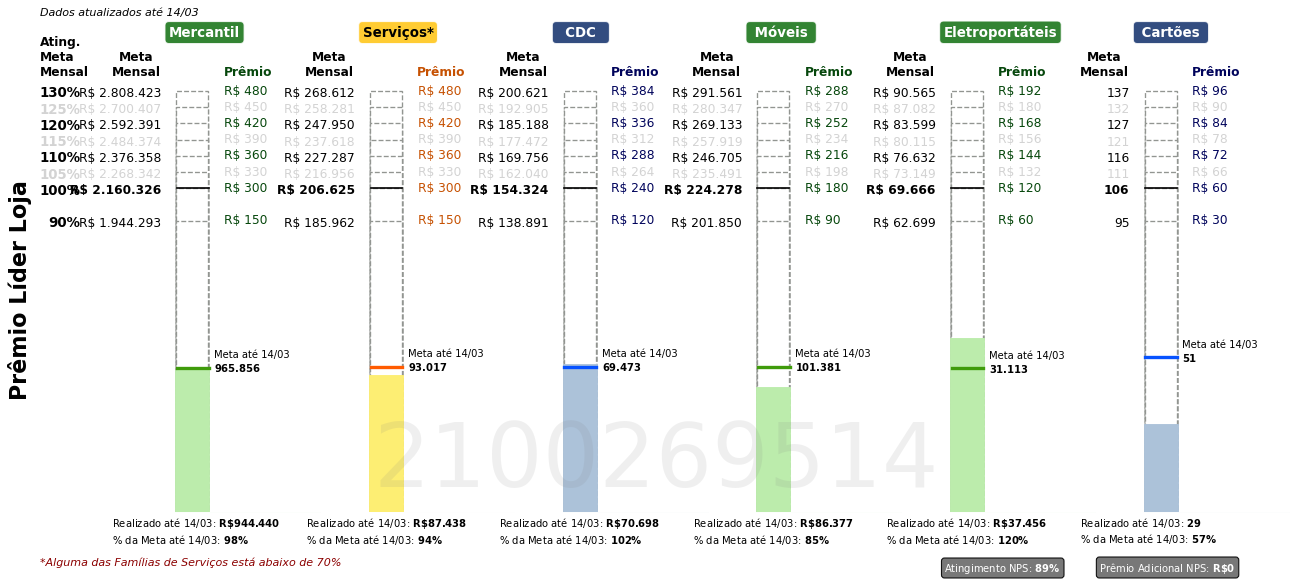 Dados atualizados até 14/03
Mercantil Serviços* CDC Móveis Eletroportáteis Cartões
Ating. Meta Mensal Meta Mensal Prêmio Meta Mensal Prêmio Meta Mensal Prêmio Meta Mensal Prêmio Meta Mensal Prêmio Meta Mensal Prêmio
130% R$ 2.808.423 R$ 480 R$ 268.612 R$ 480 R$ 200.621 R$ 384 R$ 291.561 R$ 288 R$ 90.565 R$ 192 137 R$ 96
125% R$ 2.700.407 R$ 450 R$ 258.281 R$ 450 R$ 192.905 R$ 360 R$ 280.347 R$ 270 R$ 87.082 R$ 180 132 R$ 90
120% R$ 2.592.391 R$ 420 R$ 247.950 R$ 420 R$ 185.188 R$ 336 R$ 269.133 R$ 252 R$ 83.599 R$ 168 127 R$ 84
115% R$ 2.484.374 R$ 390 R$ 237.618 R$ 390 R$ 177.472 R$ 312 R$ 257.919 R$ 234 R$ 80.115 R$ 156 121 R$ 78
110% R$ 2.376.358 R$ 360 R$ 227.287 R$ 360 R$ 169.756 R$ 288 R$ 246.705 R$ 216 R$ 76.632 R$ 144 116 R$ 72
105% R$ 2.268.342 R$ 330 R$ 216.956 R$ 330 R$ 162.040 R$ 264 R$ 235.491 R$ 198 R$ 73.149 R$ 132 111 R$ 66
100% R$ 2.160.326 R$ 300 R$ 206.625 R$ 300 R$ 154.324 R$ 240 R$ 224.278 R$ 180 R$ 69.666 R$ 120 106 R$ 60
90% R$ 1.944.293 R$ 150 R$ 185.962 R$ 150 R$ 138.891 R$ 120 R$ 201.850 R$ 90 R$ 62.699 R$ 60 95 R$ 30
Prêmio Líder Loja
Meta até 14/03 Meta até 14/03 Meta até 14/03 Meta até 14/03 Meta até 14/03 Meta até 14/03
965.856 93.017 69.473 101.381 31.113 51
2100269514
Realizado até 14/03: R$944.440 Realizado até 14/03: R$87.438 Realizado até 14/03: R$70.698 Realizado até 14/03: R$86.377 Realizado até 14/03: R$37.456 Realizado até 14/03: 29
% da Meta até 14/03: 98% % da Meta até 14/03: 94% % da Meta até 14/03: 102% % da Meta até 14/03: 85% % da Meta até 14/03: 120% % da Meta até 14/03: 57%
*Alguma das Famílias de Serviços está abaixo de 70%
Atingimento NPS: 89% Prêmio Adicional NPS: R$0